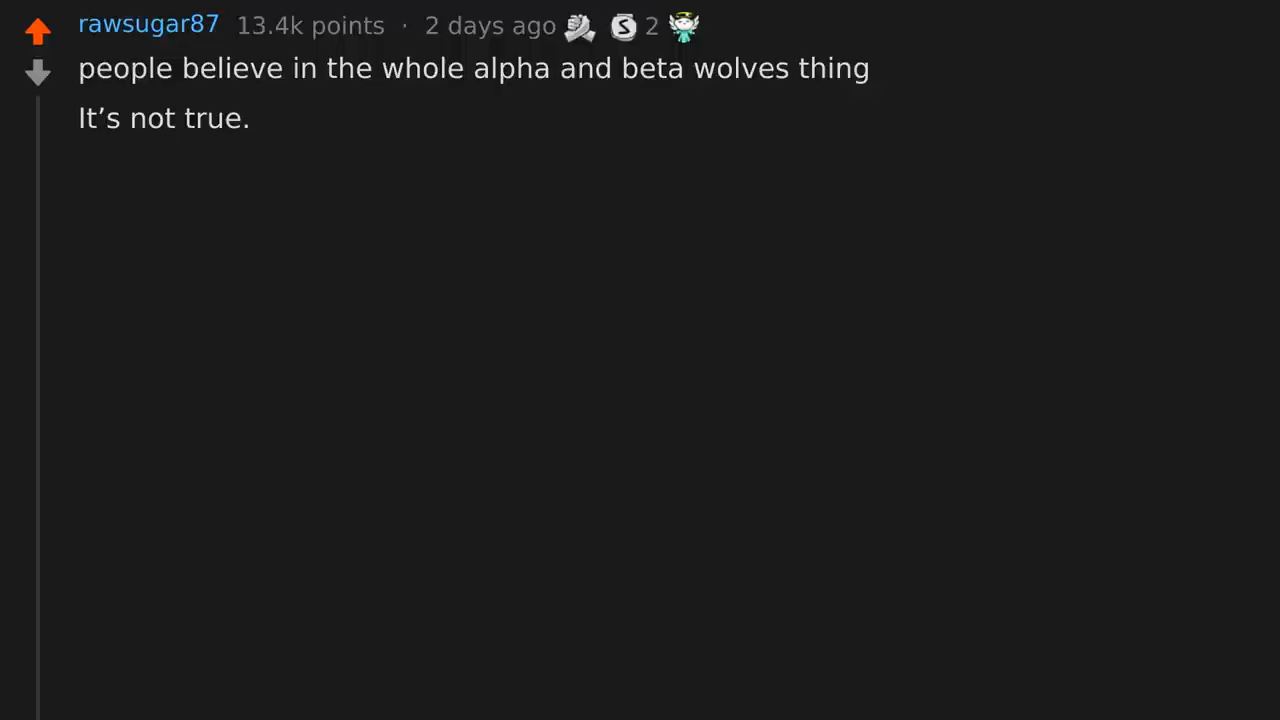 rawsugar87 13.4k points · 2 days ago S 2
people believe in the whole alpha and beta wolves thing
It’s not true.